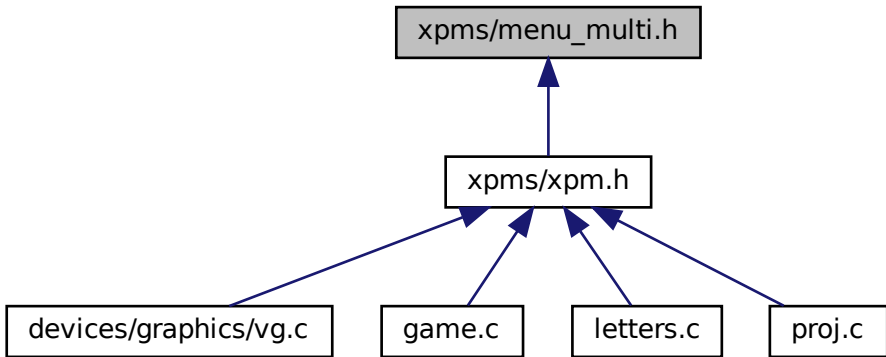 xpms/menu_multi.h
xpms/xpm.h
devices/graphics/vg.c
game.c
letters.c
proj.c